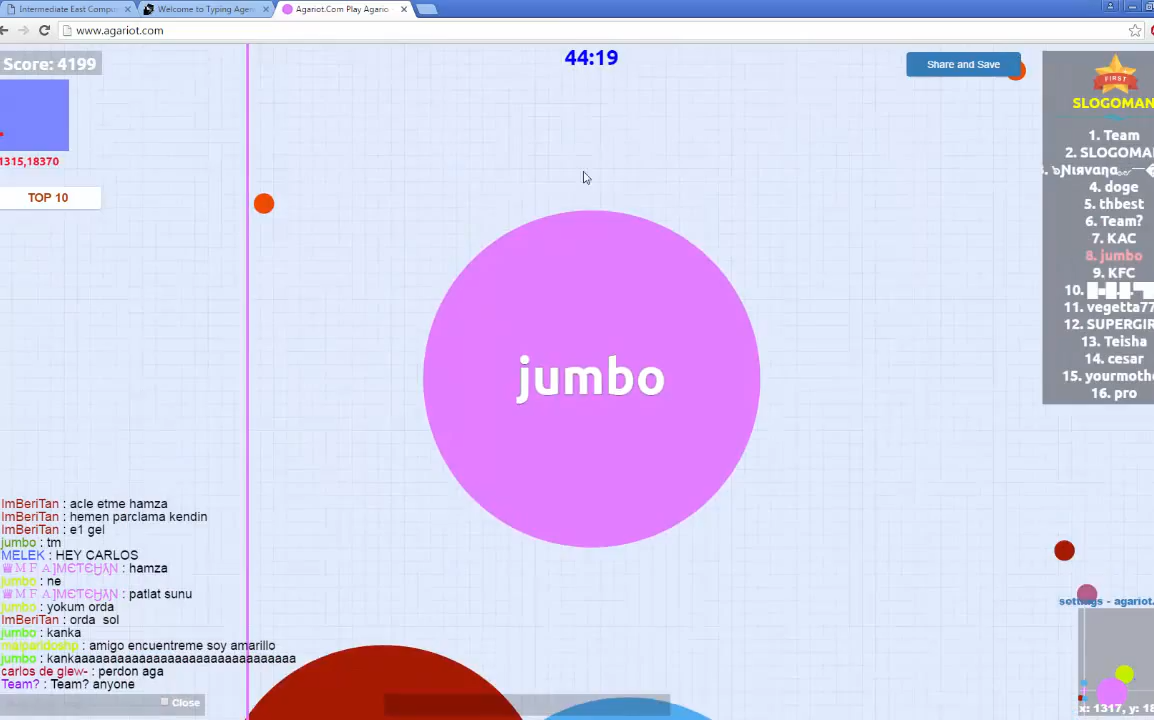 Intermediate East Compu
Welcome to Typing Agen
Agariot.Com Play Agario
www.agariot.com
Score: 4199
44:19
Share and Save
FIRST
SLOGOMAN
1315,18370
TOP 10
1. Team
2. SLOGOMA
4. doge
5. thbest
6. Team?
7. KAC
8. jumbo
9. KFC
10.
11. vegetta77
12. SUPERGIR
13. Teisha
14. cesar
15. yourmothe
16. pro
jumbo
ImBeriTan : acle etme hamza
ImBeriTan : hemen parclama kendin
ImBeriTan : e1 gel
jumbo : tm
MELEK : HEY CARLOS
hamza
jumbo : ne
patlat sunu
jumbo : yokum orda
ImBeriTan : orda sol
jumbo : kanka
amigo encuentreme soy amarillo
jumbo : kankaaaaaaaaaaaaaaaaaaaaaaaaaaaaaaa
carlos de glew- : perdon aga
Team? : Team? anyone
Close
settings - agariot.
x: 1317, y: 18